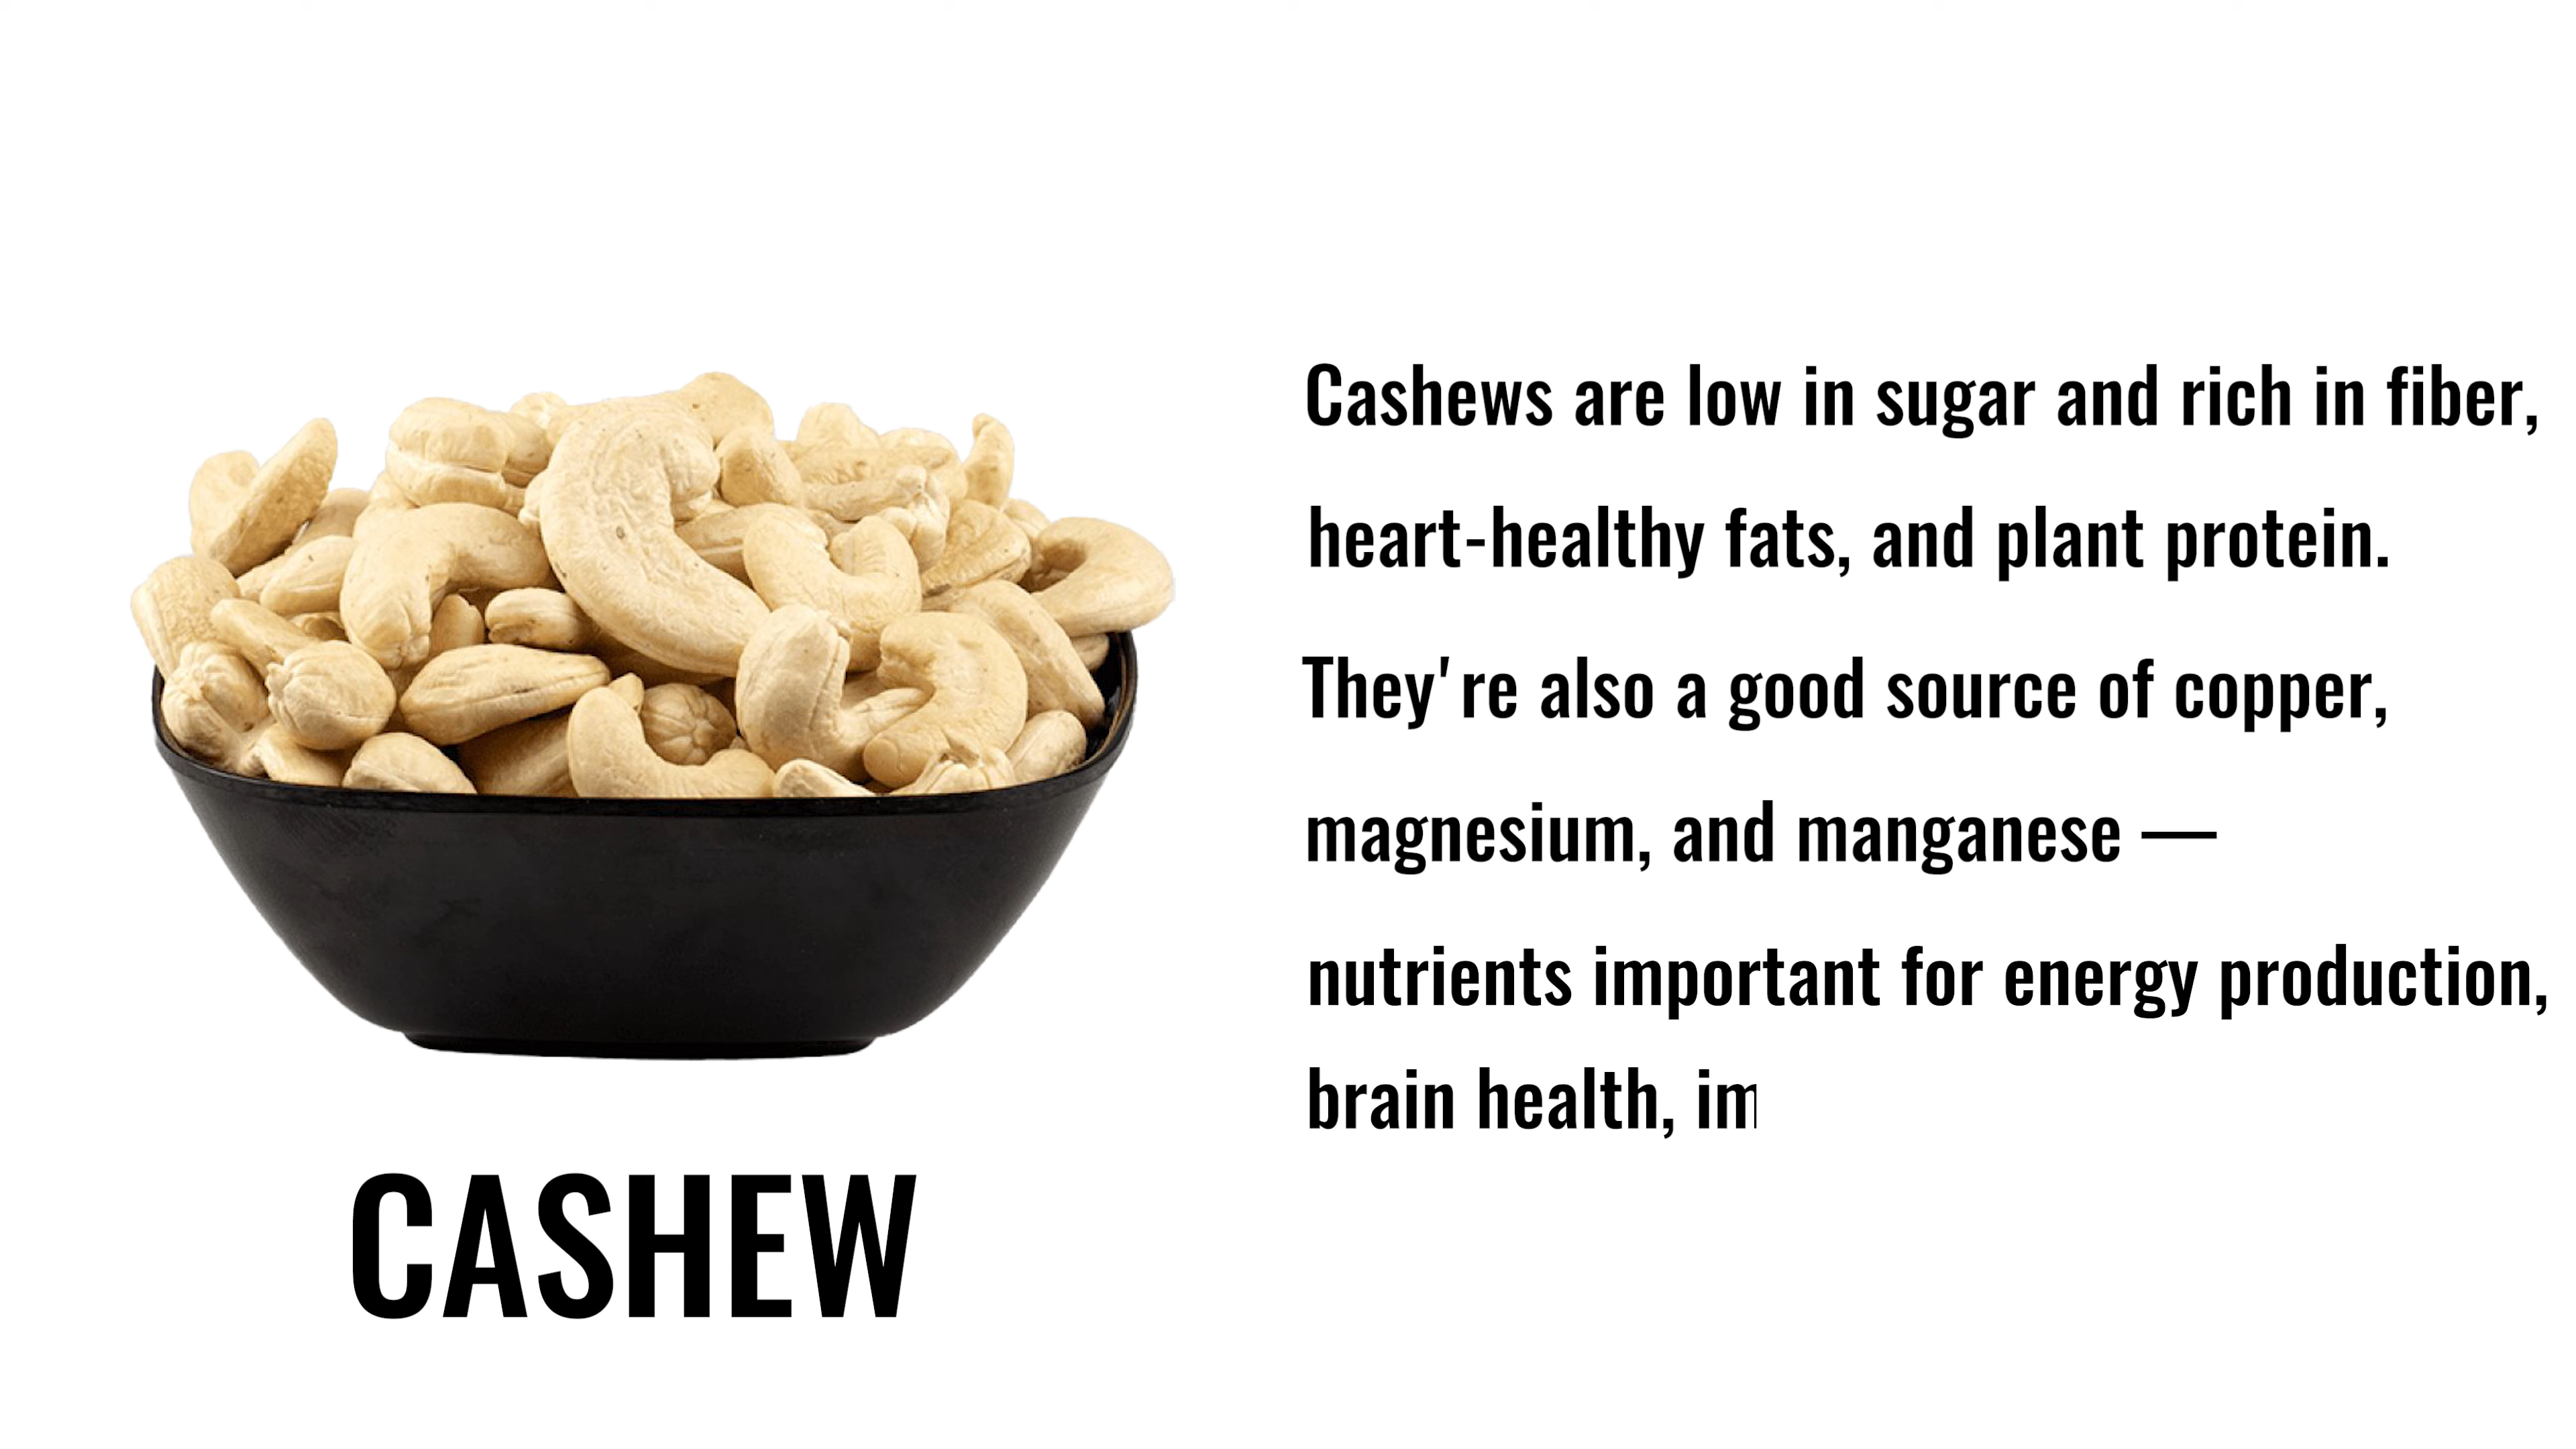 Cashews are low in sugar and rich in fiber,
heart-healthy fats, and plant protein.
They're also a good source of copper,
magnesium, and manganese —
nutrients important for energy production,
brain health,
CASHEW